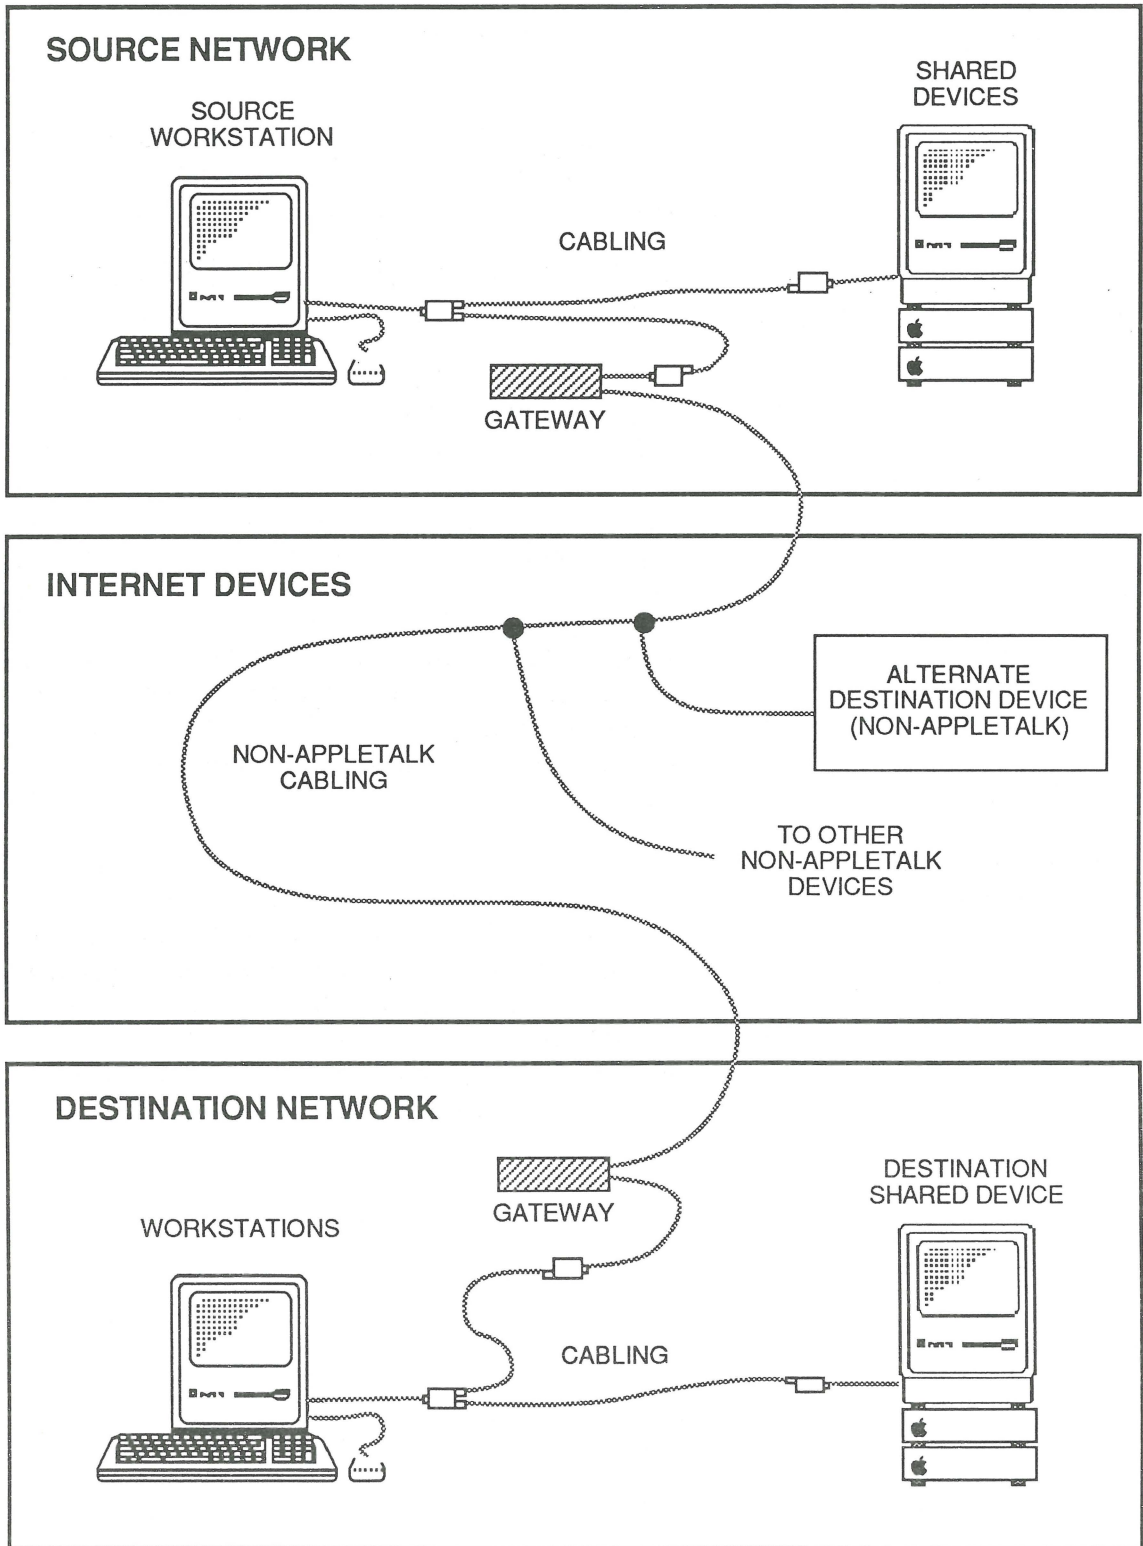 SOURCE NETWORK
SOURCE
WORKSTATION
SHARED
DEVICES
CABLING
GATEWAY
INTERNET DEVICES
ALTERNATE
DESTINATION DEVICE
(NON-APPLETALK)
NON-APPLETALK
CABLING
TO OTHER
NON-APPLETALK
DEVICES
DESTINATION NETWORK
GATEWAY
DESTINATION
SHARED DEVICE
WORKSTATIONS
CABLING